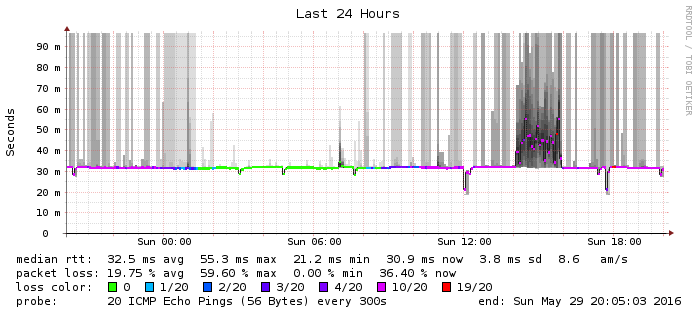 Last 24 Hours
RRDTOOL / TOBI OETIKER
Seconds
90 m
80 m
70 m
60 m
50 m
40 m
30 m
20 m
10 m
0
Sun 00:00 Sun 06:00 Sun 12:00 Sun 18:00
median rtt: 32.5 ms avg 55.3 ms max 21.2 ms min 30.9 ms now 3.8 ms sd 8.6 am/s
packet loss: 19.75 % avg 59.60 % max 0.00 % min 36.40 % now
loss color: 0 1/20 2/20 3/20 4/20 10/20 19/20
probe: 20 ICMP Echo Pings (56 Bytes) every 300s end: Sun May 29 20:05:03 2016